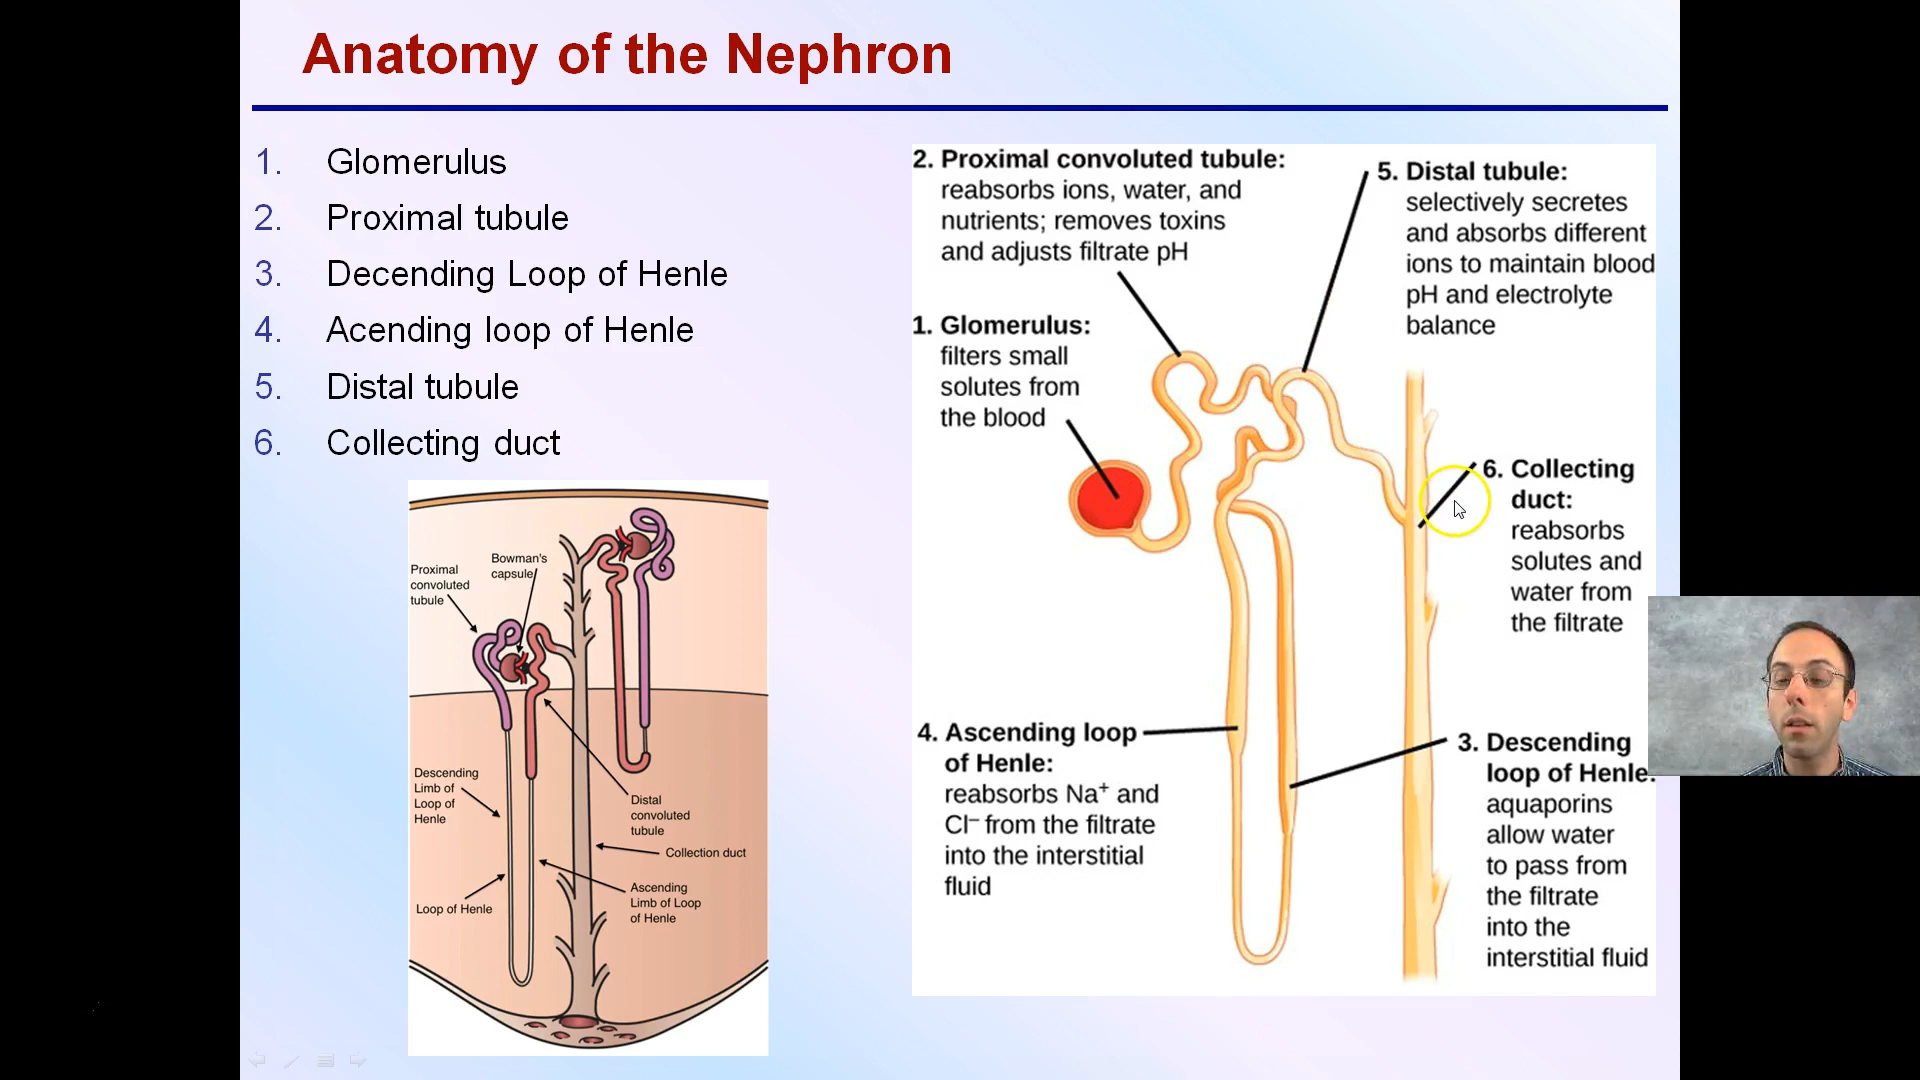 Anatomy of the Nephron
1. Glomerulus
2. Proximal tubule
3. Decending Loop of Henle
4. Acending loop of Henle
5. Distal tubule
6. Collecting duct
Proximal
convoluted
tubule
Bowman's
capsule
Descending
Limb of
Loop of
Henle
Loop of Henle
Distal
convoluted
tubule
Collection duct
Ascending
Limb of Loop
of Henle
2. Proximal convoluted tubule:
reabsorbs ions, water, and
nutrients; removes toxins
and adjusts filtrate pH
1. Glomerulus:
filters small
solutes from
the blood
5. Distal tubule:
selectively secretes
and absorbs different
ions to maintain blood
pH and electrolyte
balance
6. Collecting
duct:
reabsorbs
solutes and
water from
the filtrate
4. Ascending loop
of Henle:
reabsorbs Na⁺ and
Cl⁻ from the filtrate
into the interstitial
fluid
3. Descending
loop of Henle:
aquaporins
allow water
to pass from
the filtrate
into the
interstitial fluid